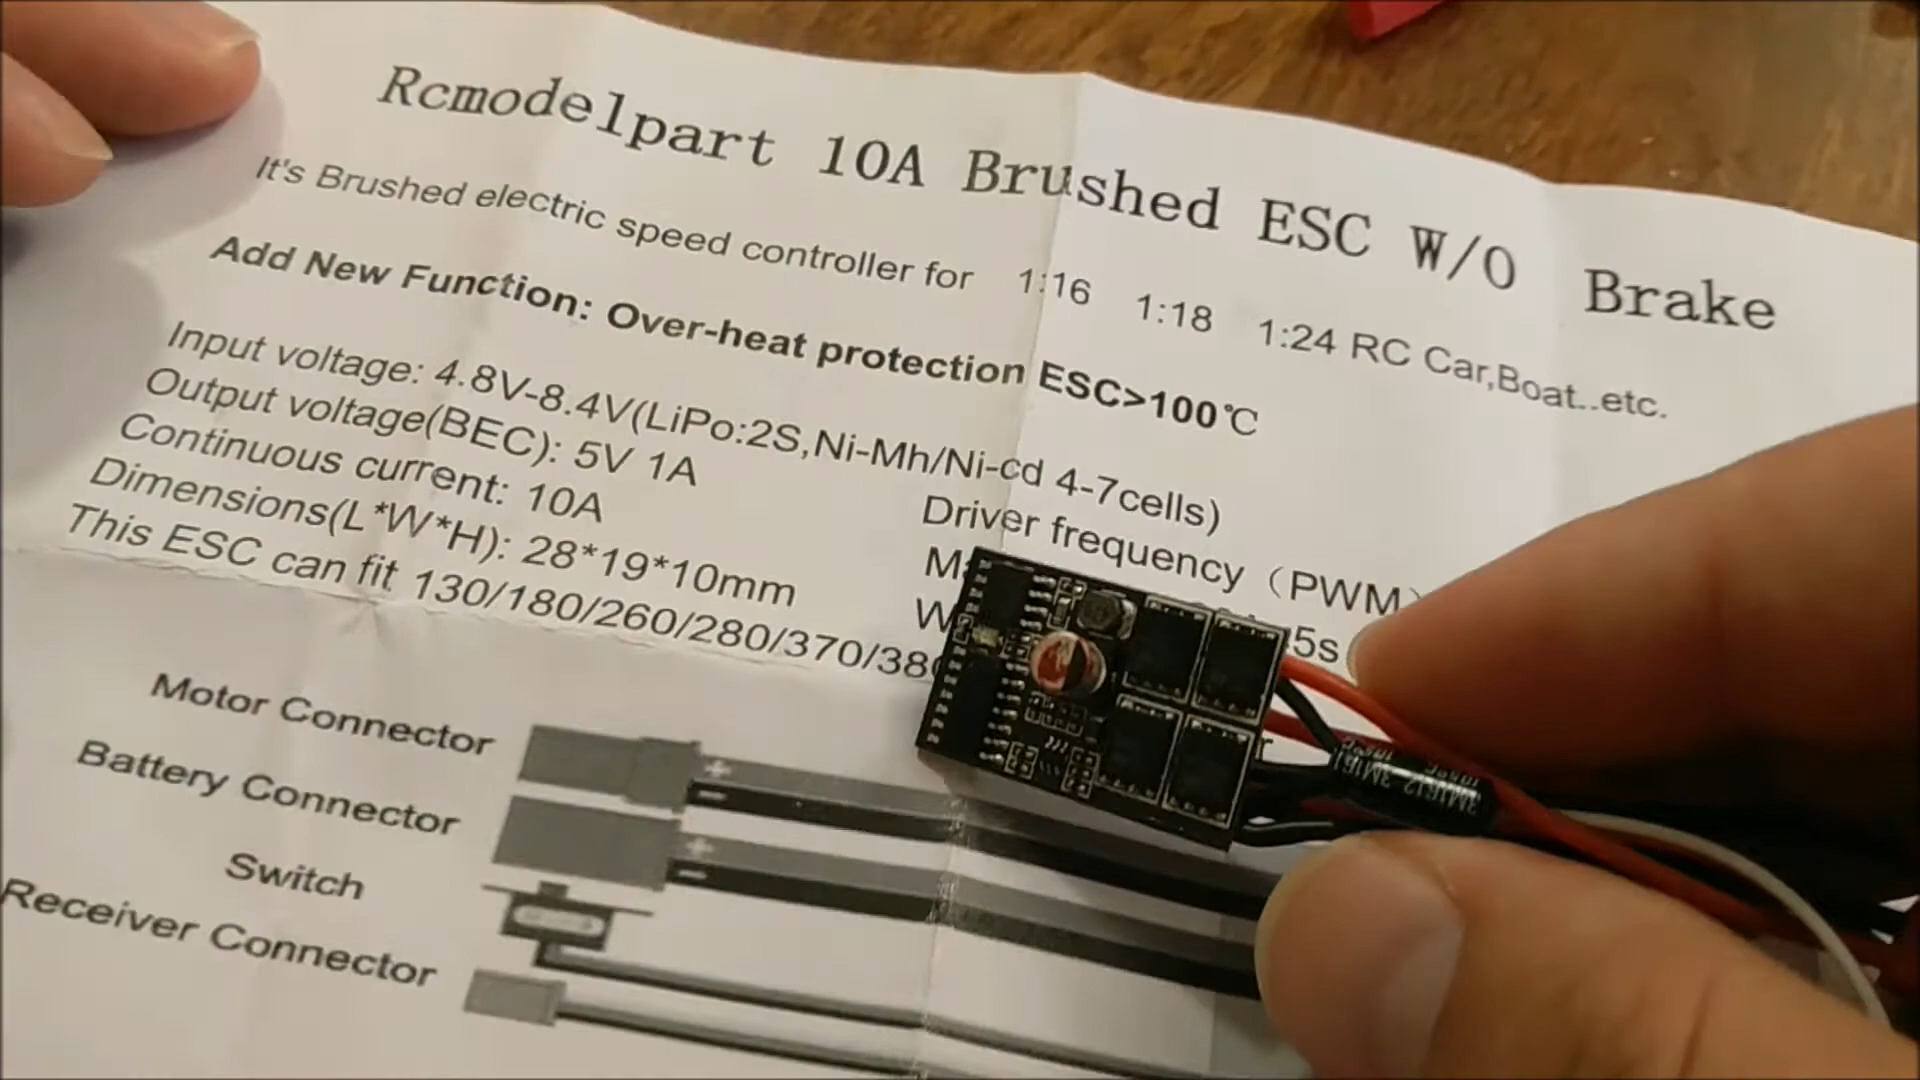 Rcmodelpart 10A Brushed ESC W/O Brake
It's Brushed electric speed controller for 1:16 1:18 1:24 RC Car,Boat..etc.
Add New Function: Over-heat protection ESC>100℃
Input voltage: 4.8V-8.4V(LiPo:2S,Ni-Mh/Ni-cd 4-7cells)
Output voltage(BEC): 5V 1A
Driver frequency（PWM）
Continuous current: 10A
Dimensions(L*W*H): 28*19*10mm
5s
This ESC can fit 130/180/260/280/370/380
Motor Connector
+
-
Battery Connector
+
-
Switch
Receiver Connector